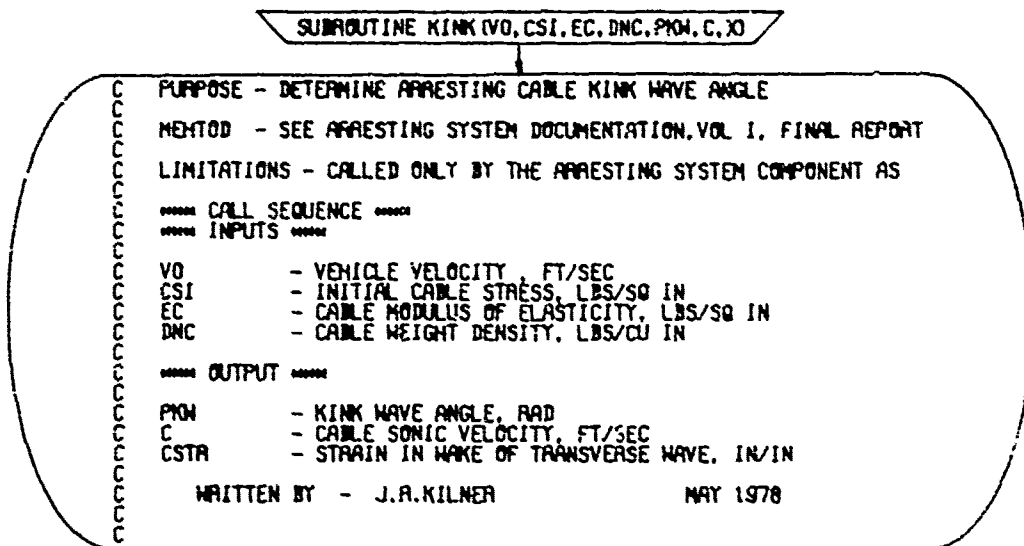 SUBROUTINE KINK (VO, CSI, EC, DNC, PKW, C, X)
C PURPOSE - DETERMINE ARRESTING CABLE KINK WAVE ANGLE
C
C MEHTOD - SEE ARRESTING SYSTEM DOCUMENTATION, VOL I, FINAL REPORT
C
C LIMITATIONS - CALLED ONLY BY THE ARRESTING SYSTEM COMPONENT AS
C
C ***** CALL SEQUENCE *****
C ***** INPUTS *****
C
C VO - VEHICLE VELOCITY , FT/SEC
C CSI - INITIAL CABLE STRESS, LBS/SQ IN
C EC - CABLE MODULUS OF ELASTICITY, LBS/SQ IN
C DNC - CABLE WEIGHT DENSITY, LBS/CU IN
C
C ***** OUTPUT *****
C
C PKW - KINK WAVE ANGLE, RAD
C C - CABLE SONIC VELOCITY, FT/SEC
C CSTR - STRAIN IN WAKE OF TRANSVERSE WAVE, IN/IN
C
C WRITTEN BY - J.R.KILNER MAY 1978
C
C